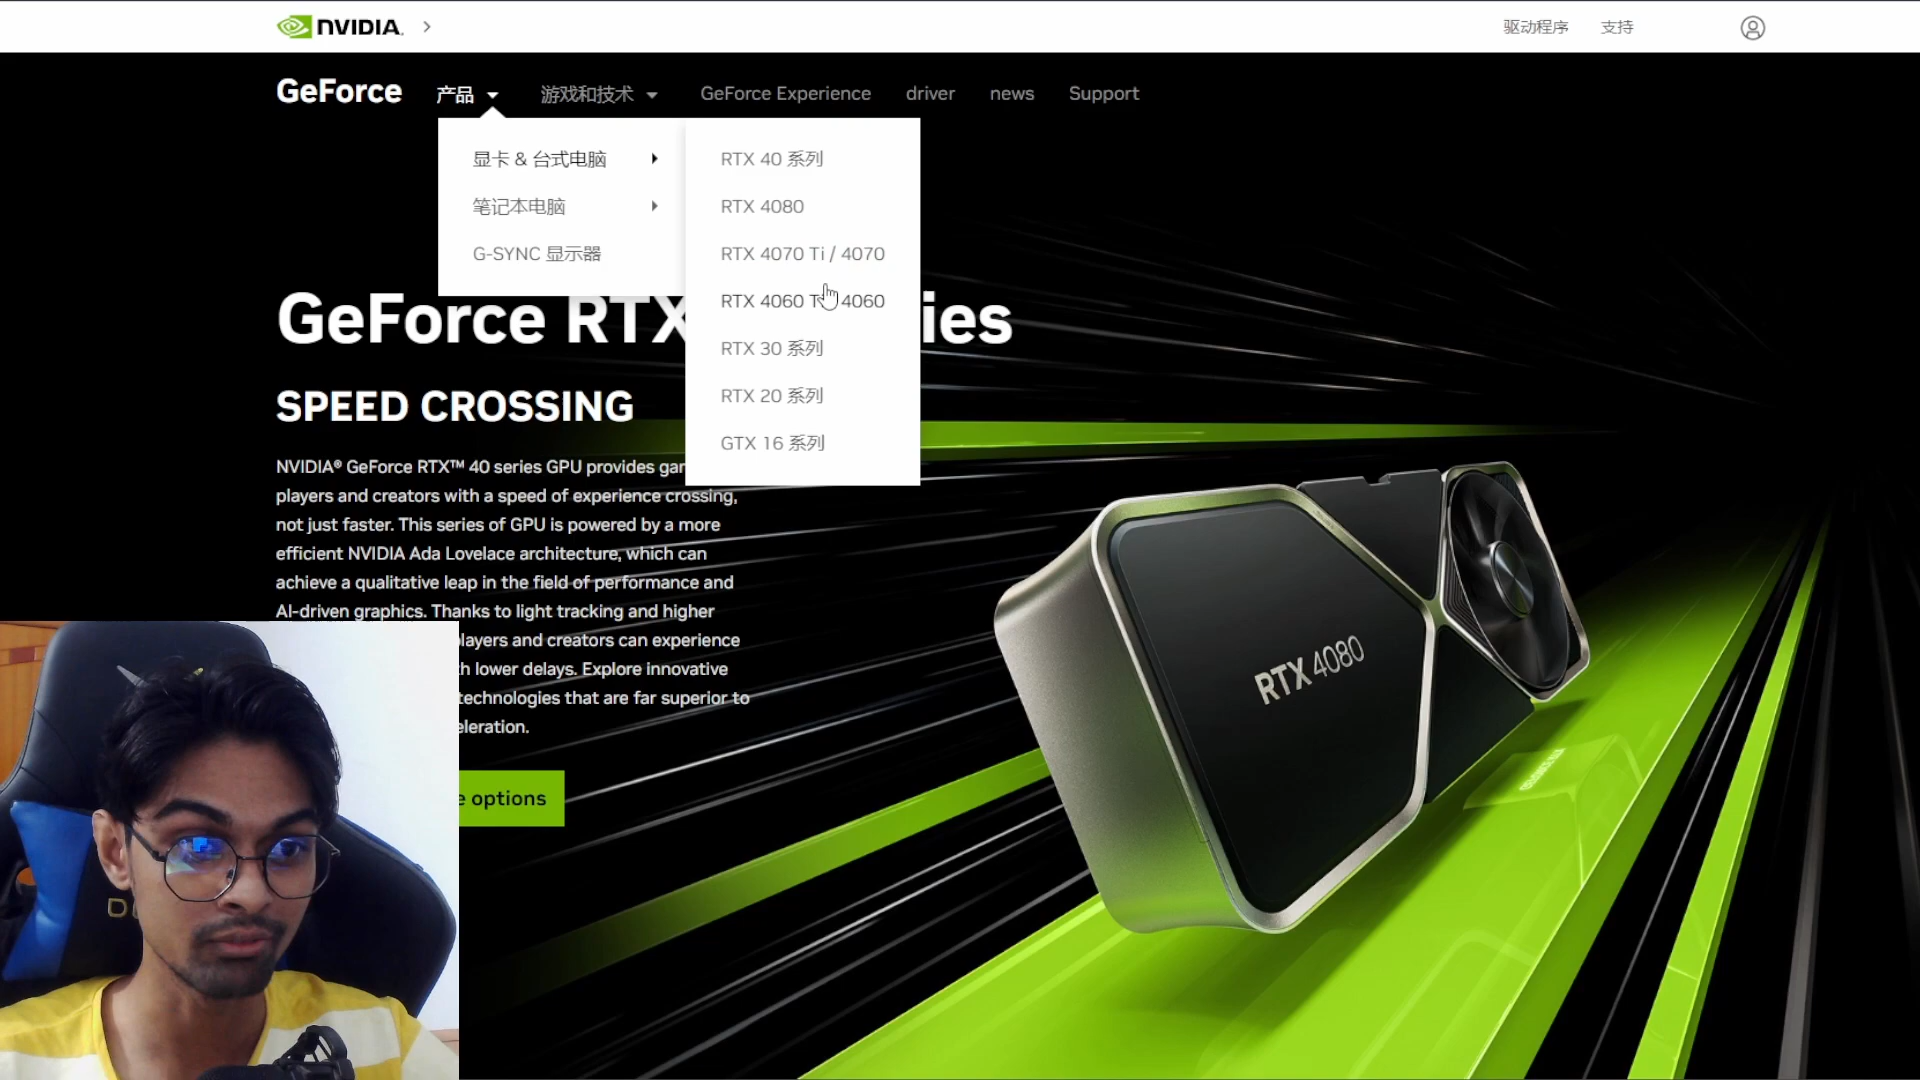 NVIDIA.
驱动程序
支持
GeForce
产品
游戏和技术
GeForce Experience
driver
news
Support
显卡 & 台式电脑
笔记本电脑
G-SYNC 显示器
RTX 40 系列
RTX 4080
RTX 4070 Ti / 4070
RTX 4060 4060
RTX 30 系列
RTX 20 系列
GTX 16 系列
GeForce RTX ies
SPEED CROSSING
NVIDIA® GeForce RTX™ 40 series GPU provides gar
players and creators with a speed of experience crossing,
not just faster. This series of GPU is powered by a more
efficient NVIDIA Ada Lovelace architecture, which can
achieve a qualitative leap in the field of performance and
AI-driven graphics. Thanks to light tracking and higher
layers and creators can experience
h lower delays. Explore innovative
technologies that are far superior to
eleration.
e options
RTX 4080